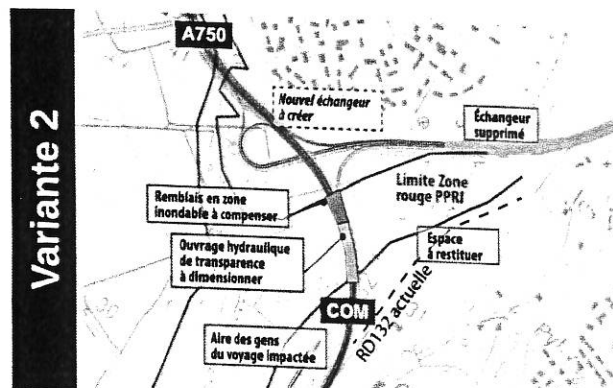 Variante 2
A750
Nouvel échangeur
à créer
Échangeur
supprimé
Remblais en zone
inondable à compenser
Limite Zone
rouge PPRI
Ouvrage hydraulique
de transparence
à dimensionner
Espace
à restituer
RD132 actuelle
COM
Aire des gens
du voyage impactée